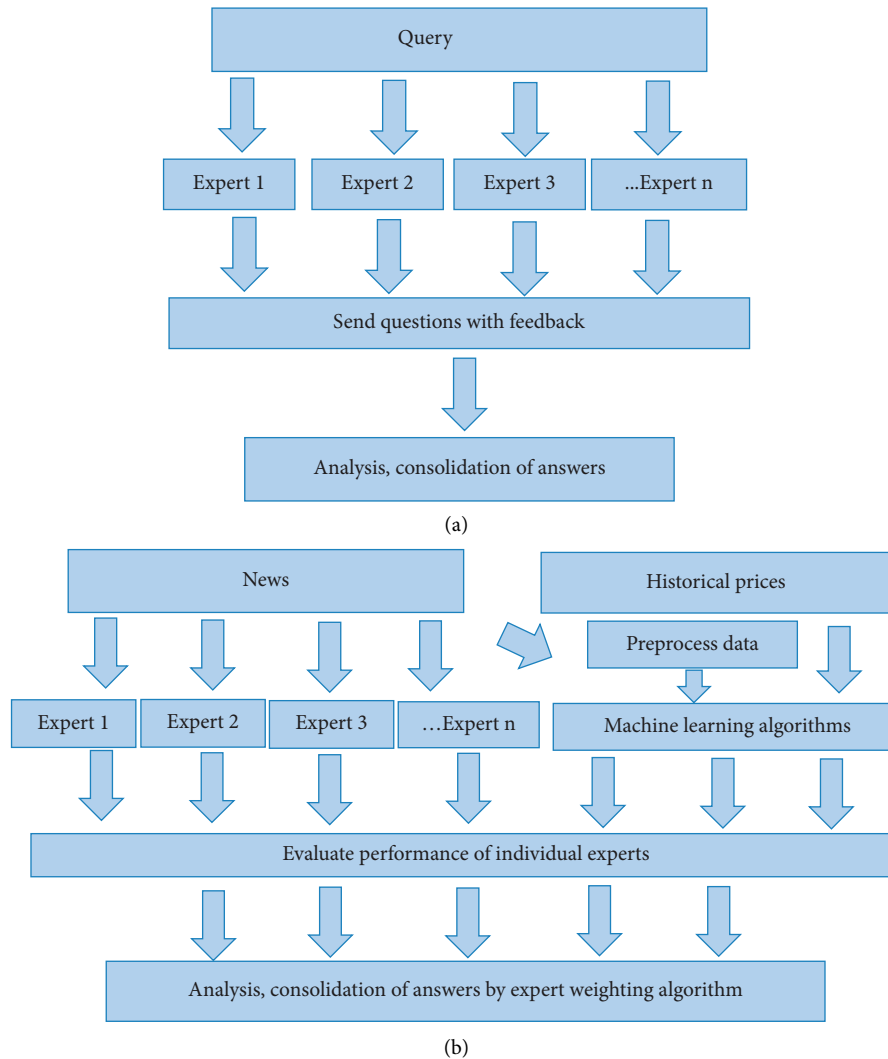 Query
Expert 1
Expert 2
Expert 3
...Expert n
Send questions with feedback
Analysis, consolidation of answers
(a)
News
Historical prices
Preprocess data
Expert 1
Expert 2
Expert 3
…Expert n
Machine learning algorithms
Evaluate performance of individual experts
Analysis, consolidation of answers by expert weighting algorithm
(b)